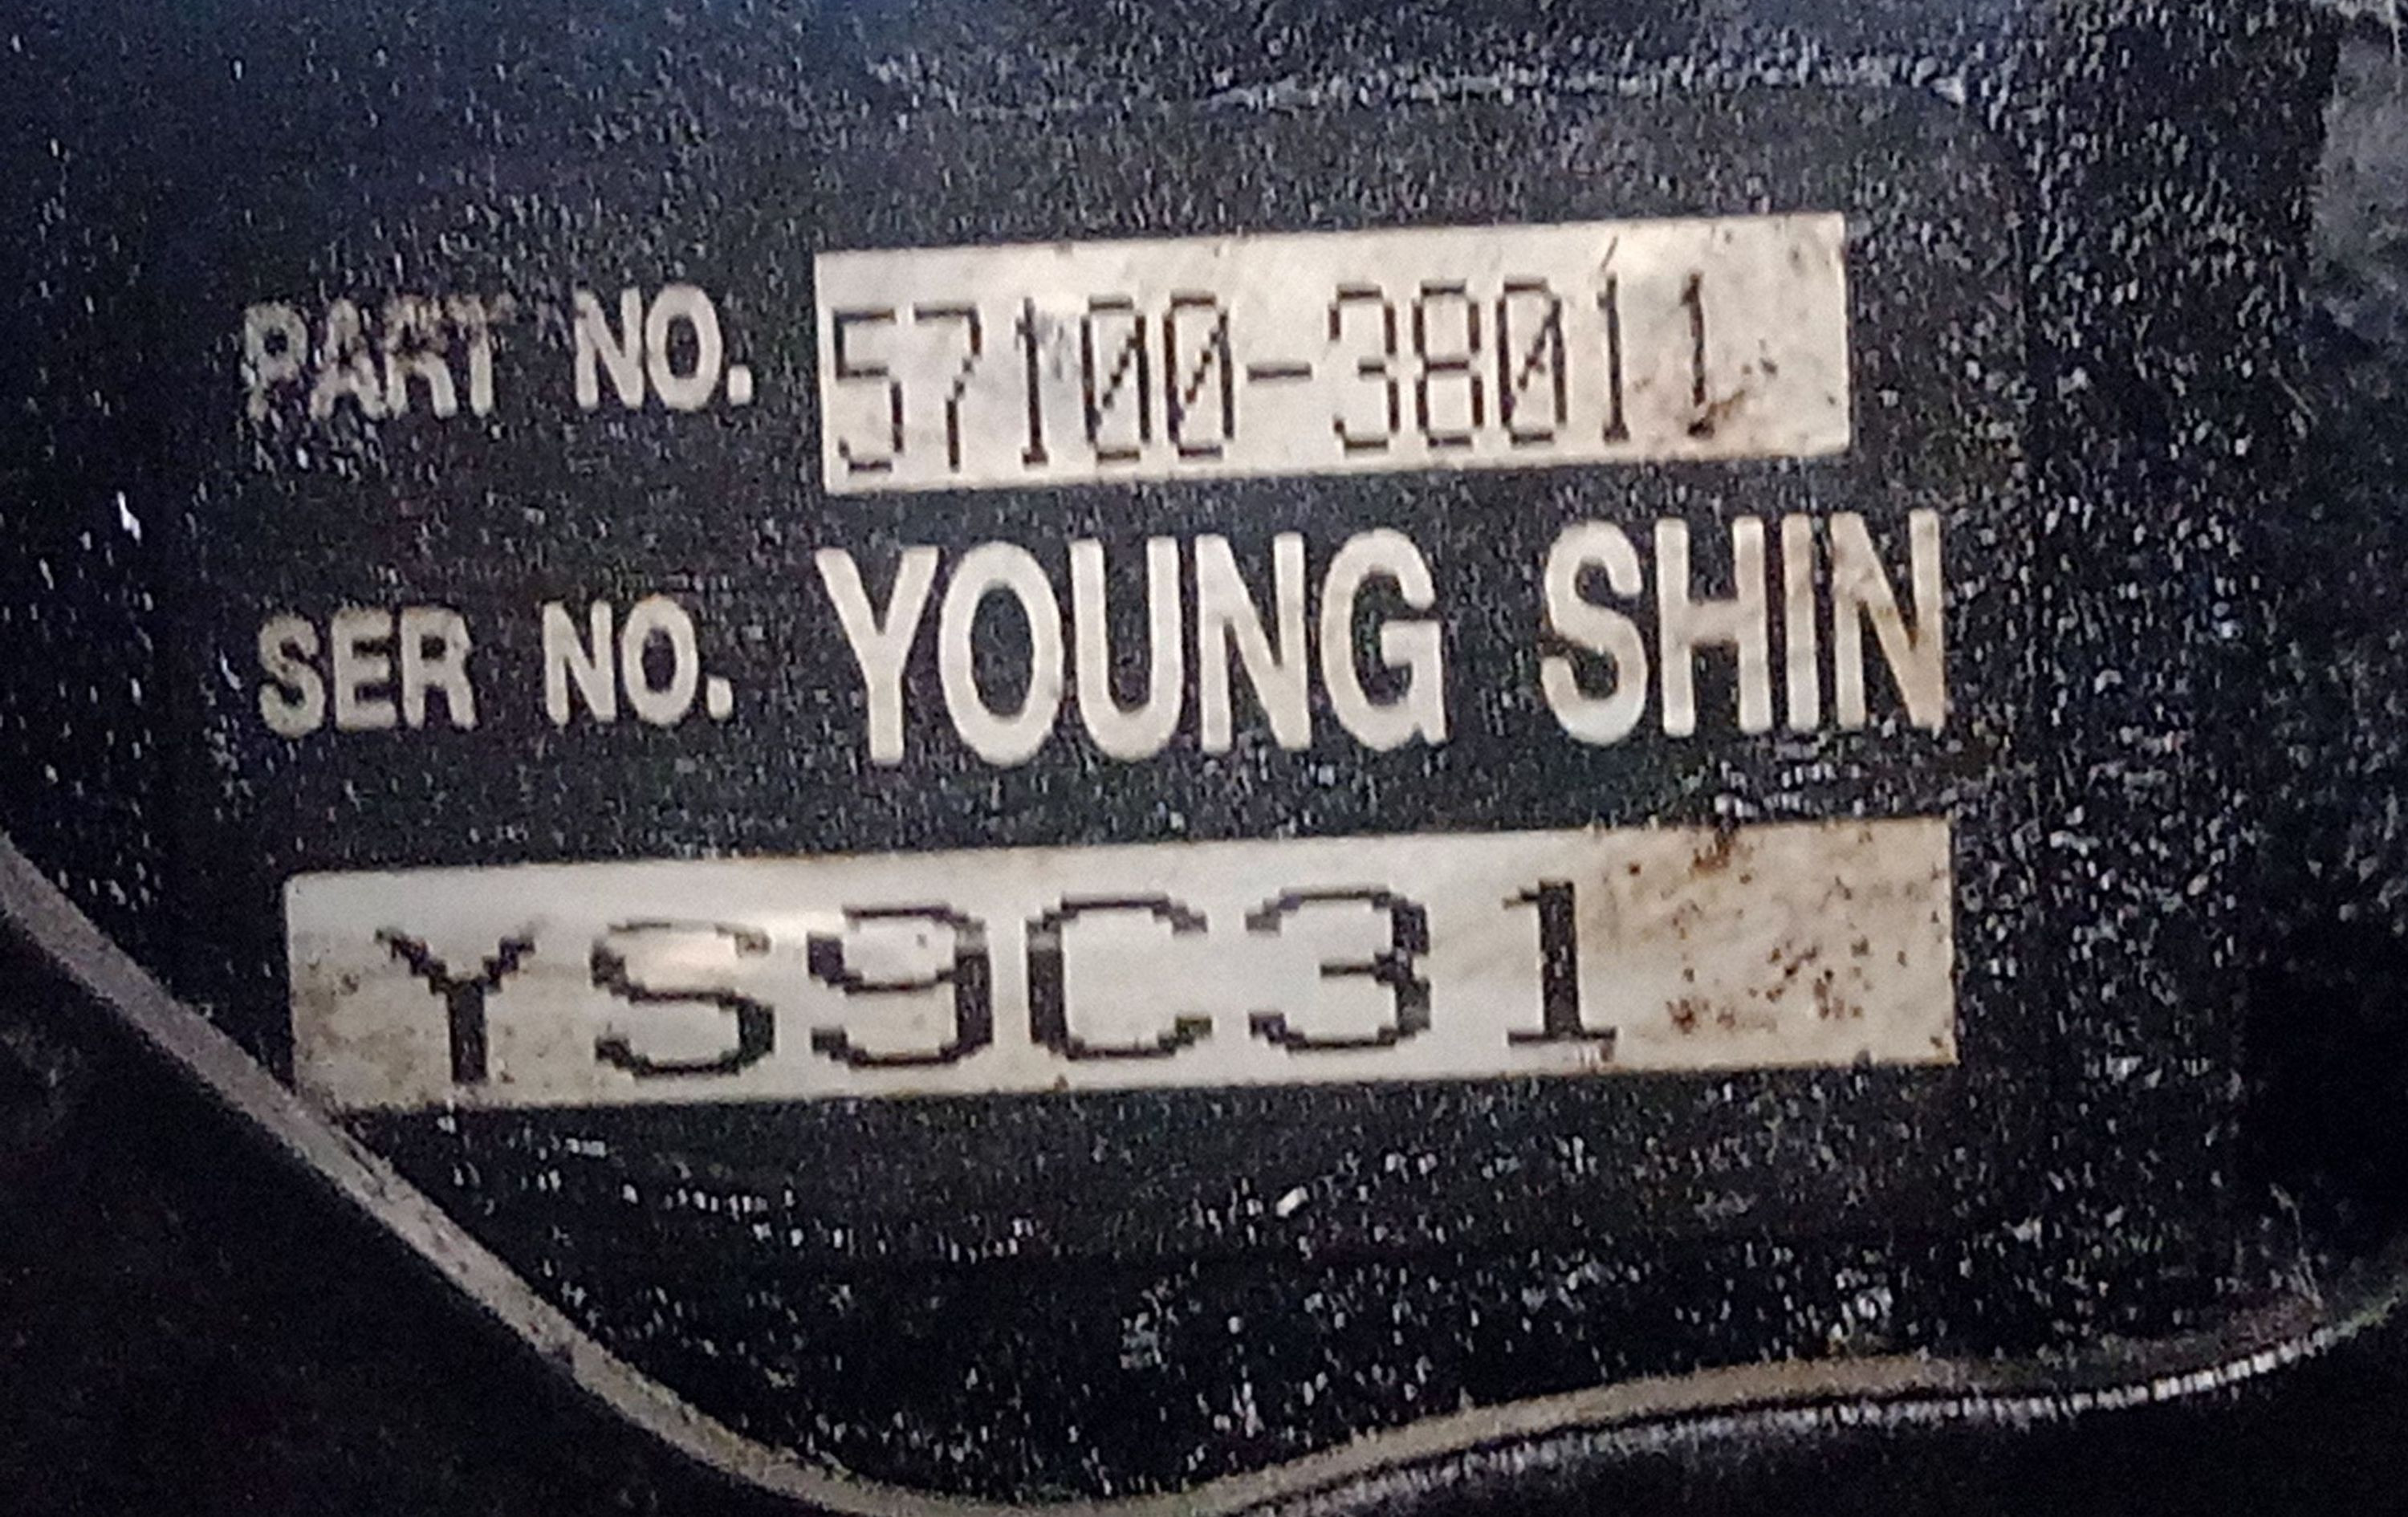 PART NO. 57100-38011
SER NO. YOUNG SHIN
YS9C31